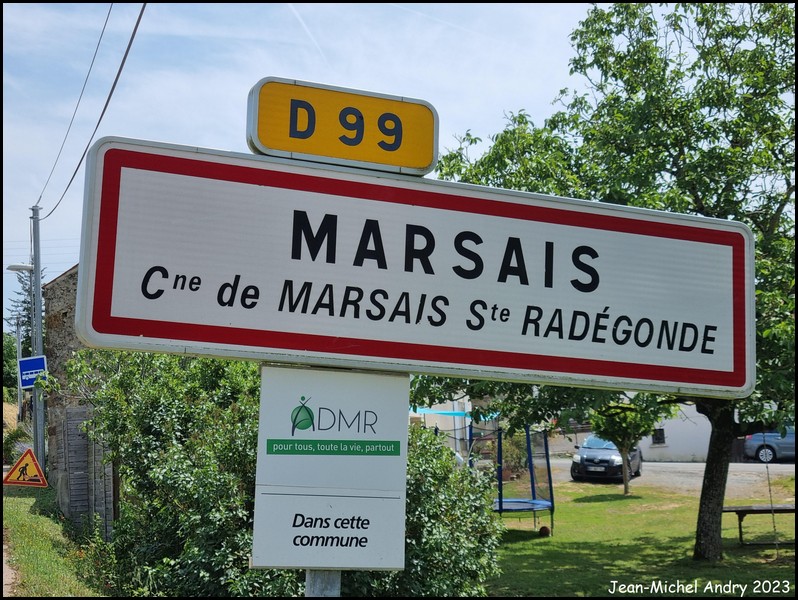 D 99
MARSAIS
Cne de MARSAIS Ste RADÉGONDE
ADMR
pour tous, toute la vie, partout
Dans cette
commune
Jean-Michel Andry 2023